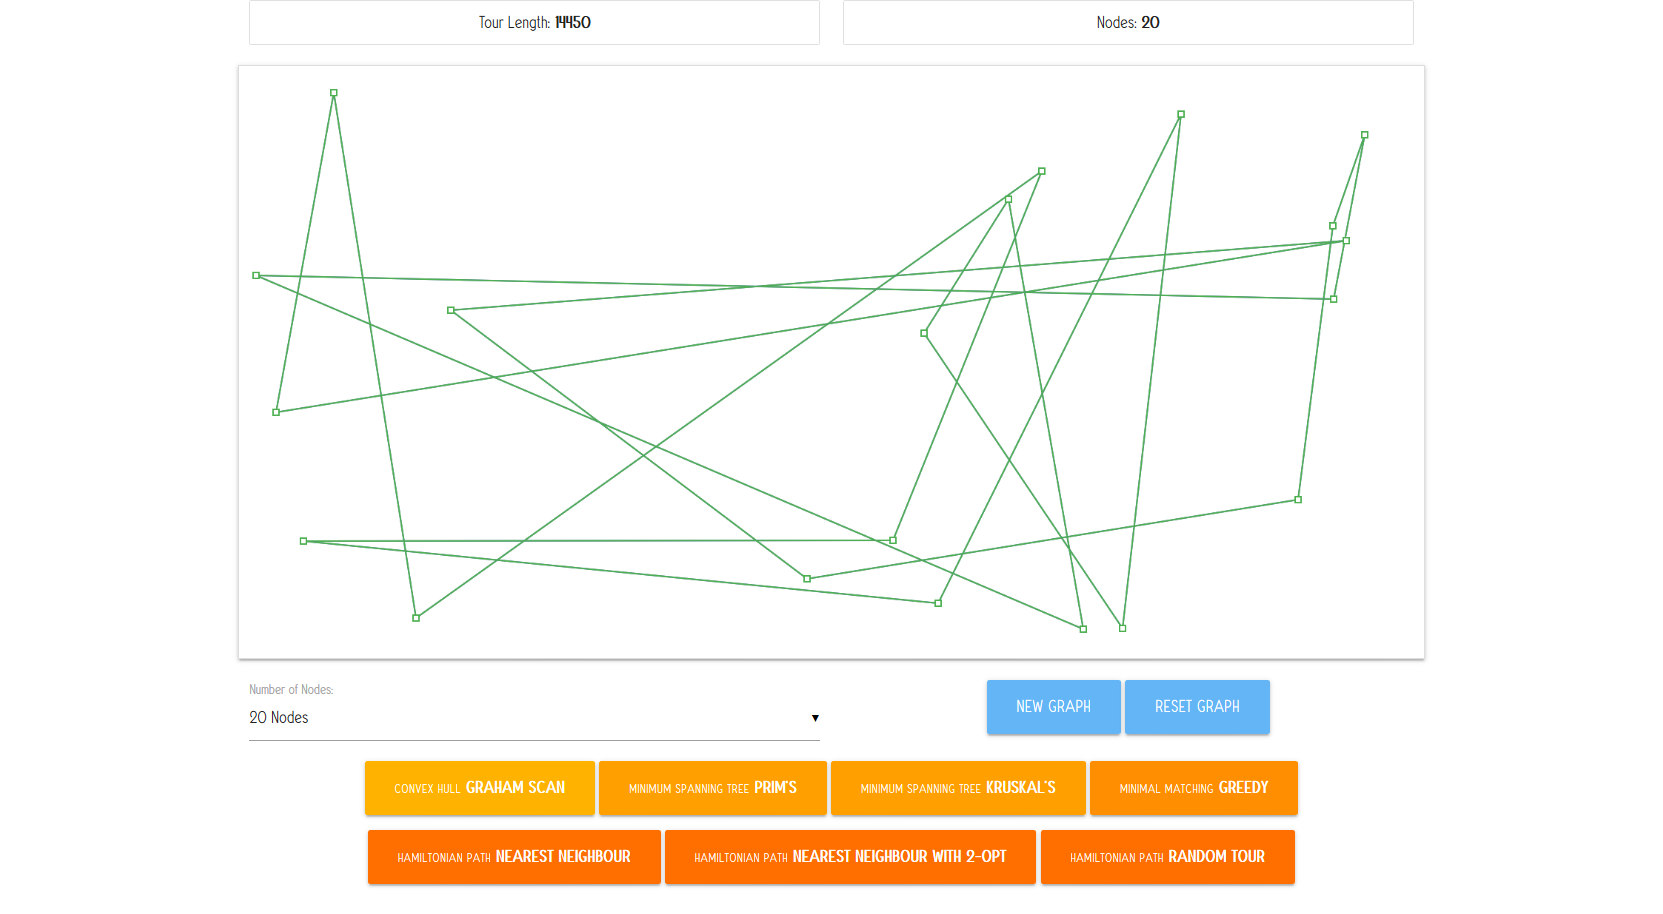 Tour Length: 14450
Nodes: 20
Number of Nodes:
20 Nodes ▼
NEW GRAPH
RESET GRAPH
CONVEX HULL GRAHAM SCAN
MINIMUM SPANNING TREE PRIM'S
MINIMUM SPANNING TREE KRUSKAL'S
MINIMAL MATCHING GREEDY
HAMILTONIAN PATH NEAREST NEIGHBOUR
HAMILTONIAN PATH NEAREST NEIGHBOUR WITH 2-OPT
HAMILTONIAN PATH RANDOM TOUR